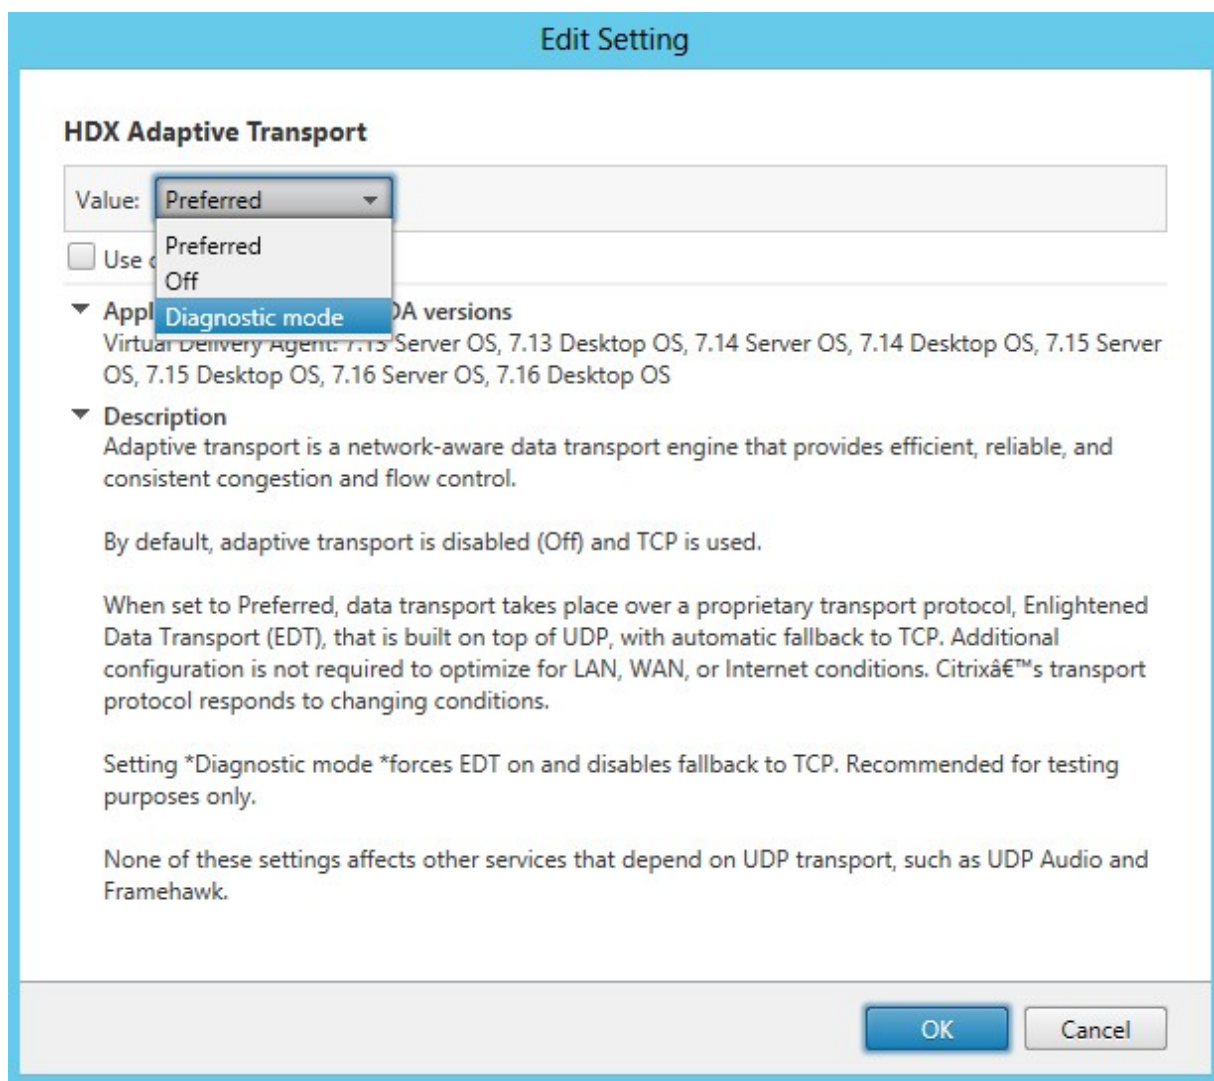 Edit Setting
HDX Adaptive Transport
Value: Preferred
Preferred
Use
Off
Diagnostic mode
versions
Virtual Delivery Agent: 7.13 Server OS, 7.13 Desktop OS, 7.14 Server OS, 7.14 Desktop OS, 7.15 Server
OS, 7.15 Desktop OS, 7.16 Server OS, 7.16 Desktop OS
Description
Adaptive transport is a network-aware data transport engine that provides efficient, reliable, and
consistent congestion and flow control.
By default, adaptive transport is disabled (Off) and TCP is used.
When set to Preferred, data transport takes place over a proprietary transport protocol, Enlightened
Data Transport (EDT), that is built on top of UDP, with automatic fallback to TCP. Additional
configuration is not required to optimize for LAN, WAN, or Internet conditions. Citrixâ€™s transport
protocol responds to changing conditions.
Setting *Diagnostic mode *forces EDT on and disables fallback to TCP. Recommended for testing
purposes only.
None of these settings affects other services that depend on UDP transport, such as UDP Audio and
Framehawk.
OK Cancel